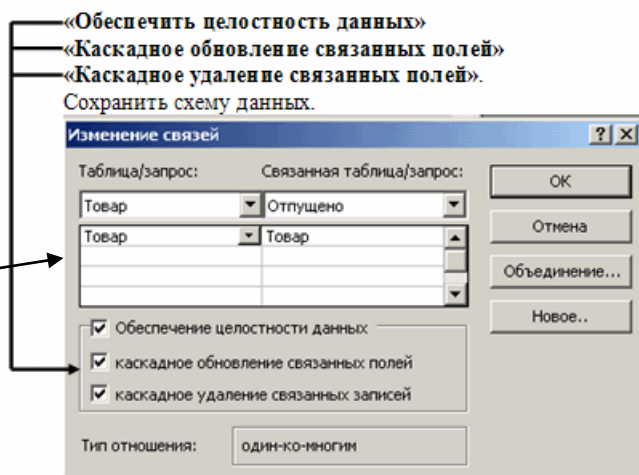 «Обеспечить целостность данных»
«Каскадное обновление связанных полей»
«Каскадное удаление связанных полей».
Сохранить схему данных.
Изменение связей
Таблица/запрос: Связанная таблица/запрос:
Товар Отпущено
Товар Товар
ОК
Отмена
Объединение...
Новое..
Обеспечение целостности данных
каскадное обновление связанных полей
каскадное удаление связанных записей
Тип отношения: один-ко-многим